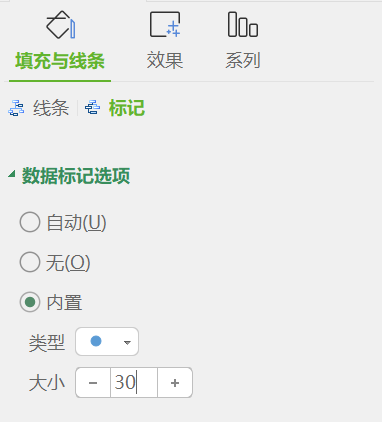 填充与线条 效果 系列
线条 标记
数据标记选项
自动(U)
无(O)
内置
类型
大小 − 30 +